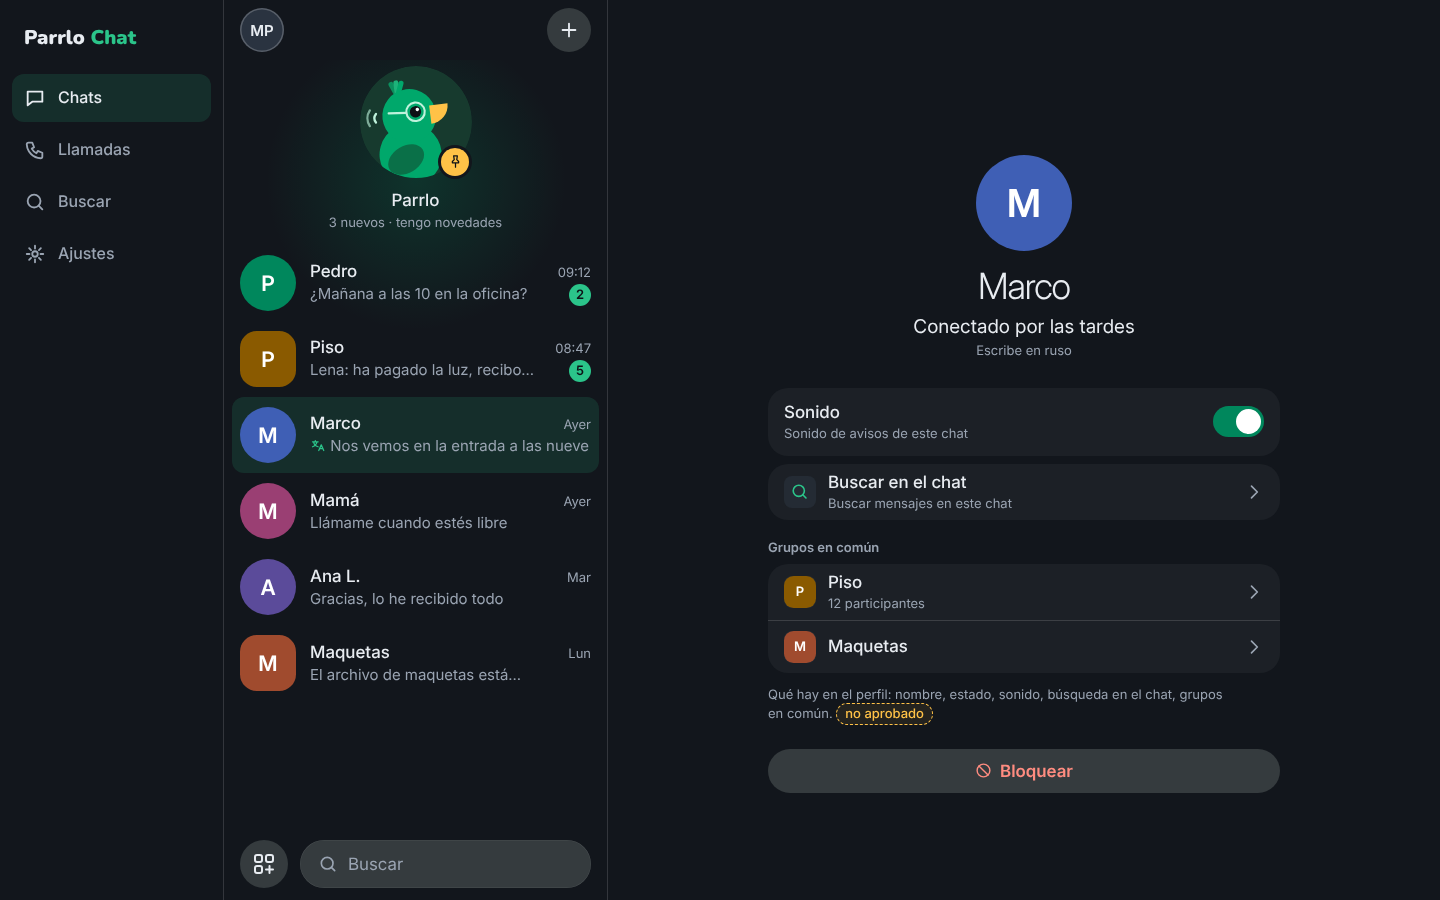 Parrlo Chat
Chats
Llamadas
Buscar
Ajustes
MP
Parrlo
3 nuevos · tengo novedades
P
Pedro
09:12
¿Mañana a las 10 en la oficina?
2
P
Piso
08:47
Lena: ha pagado la luz, recibo...
5
M
Marco
Ayer
Nos vemos en la entrada a las nueve
M
Mamá
Ayer
Llámame cuando estés libre
A
Ana L.
Mar
Gracias, lo he recibido todo
M
Maquetas
Lun
El archivo de maquetas está...
Buscar
M
Marco
Conectado por las tardes
Escribe en ruso
Sonido
Sonido de avisos de este chat
Buscar en el chat
Buscar mensajes en este chat
Grupos en común
P
Piso
12 participantes
M
Maquetas
Qué hay en el perfil: nombre, estado, sonido, búsqueda en el chat, grupos
en común. no aprobado
Bloquear